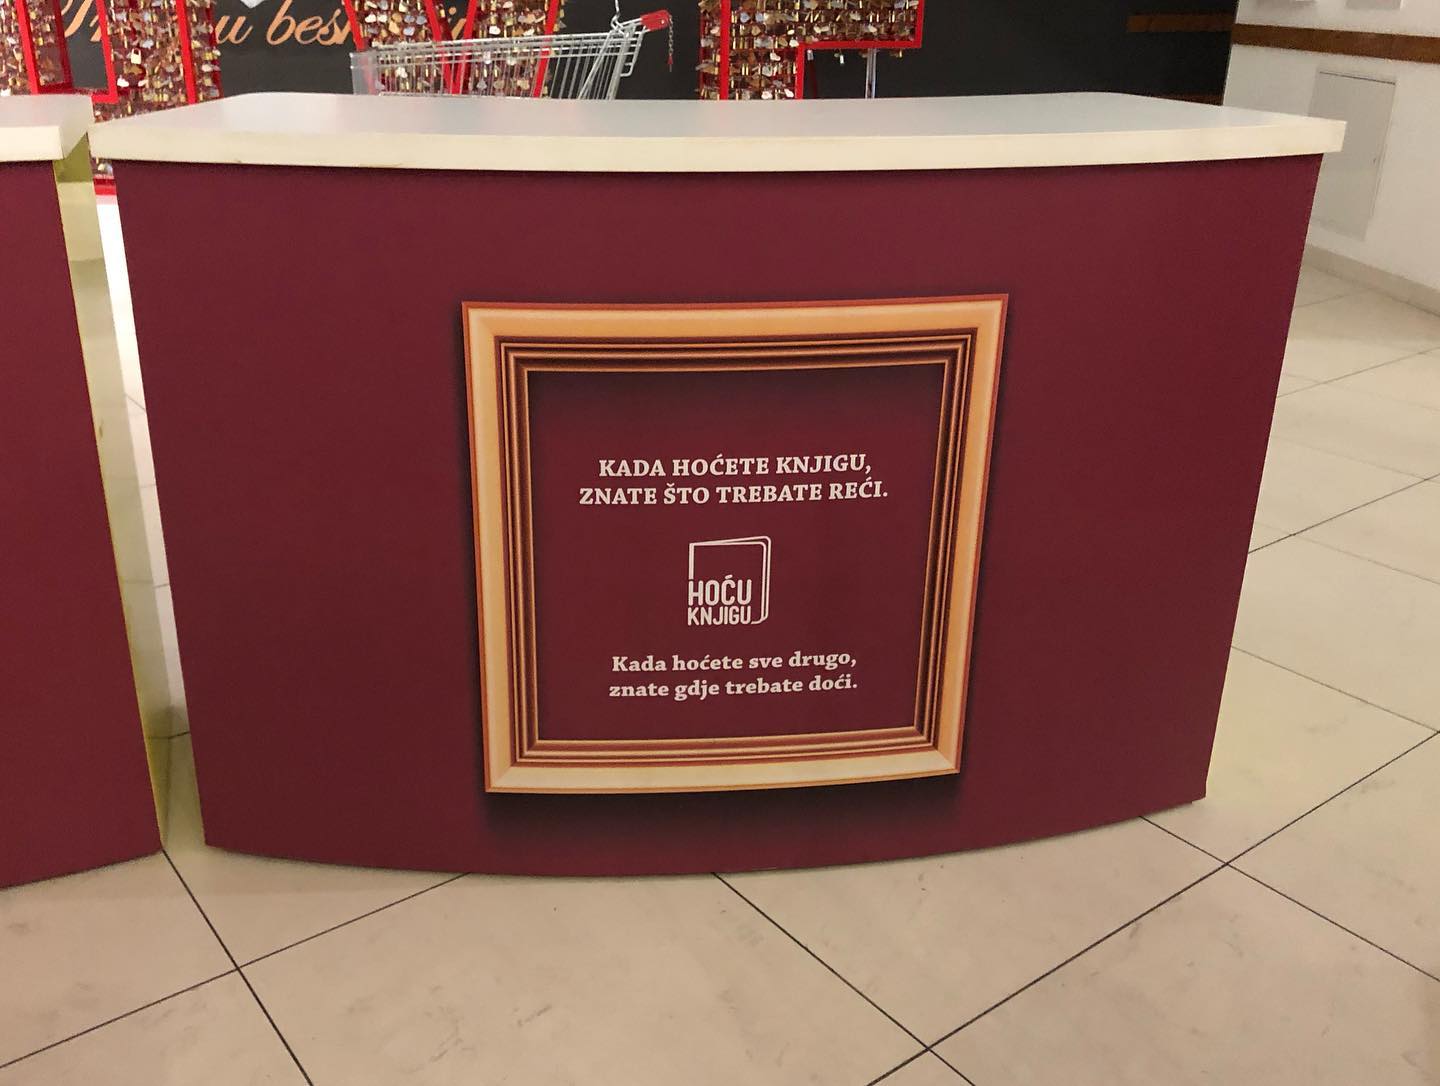 u
KADA HOĆETE KNJIGU,
ZNATE ŠTO TREBATE REĆI.
HOĆU
KNJIGU
Kada hoćete sve drugo,
znate gdje trebate doći.